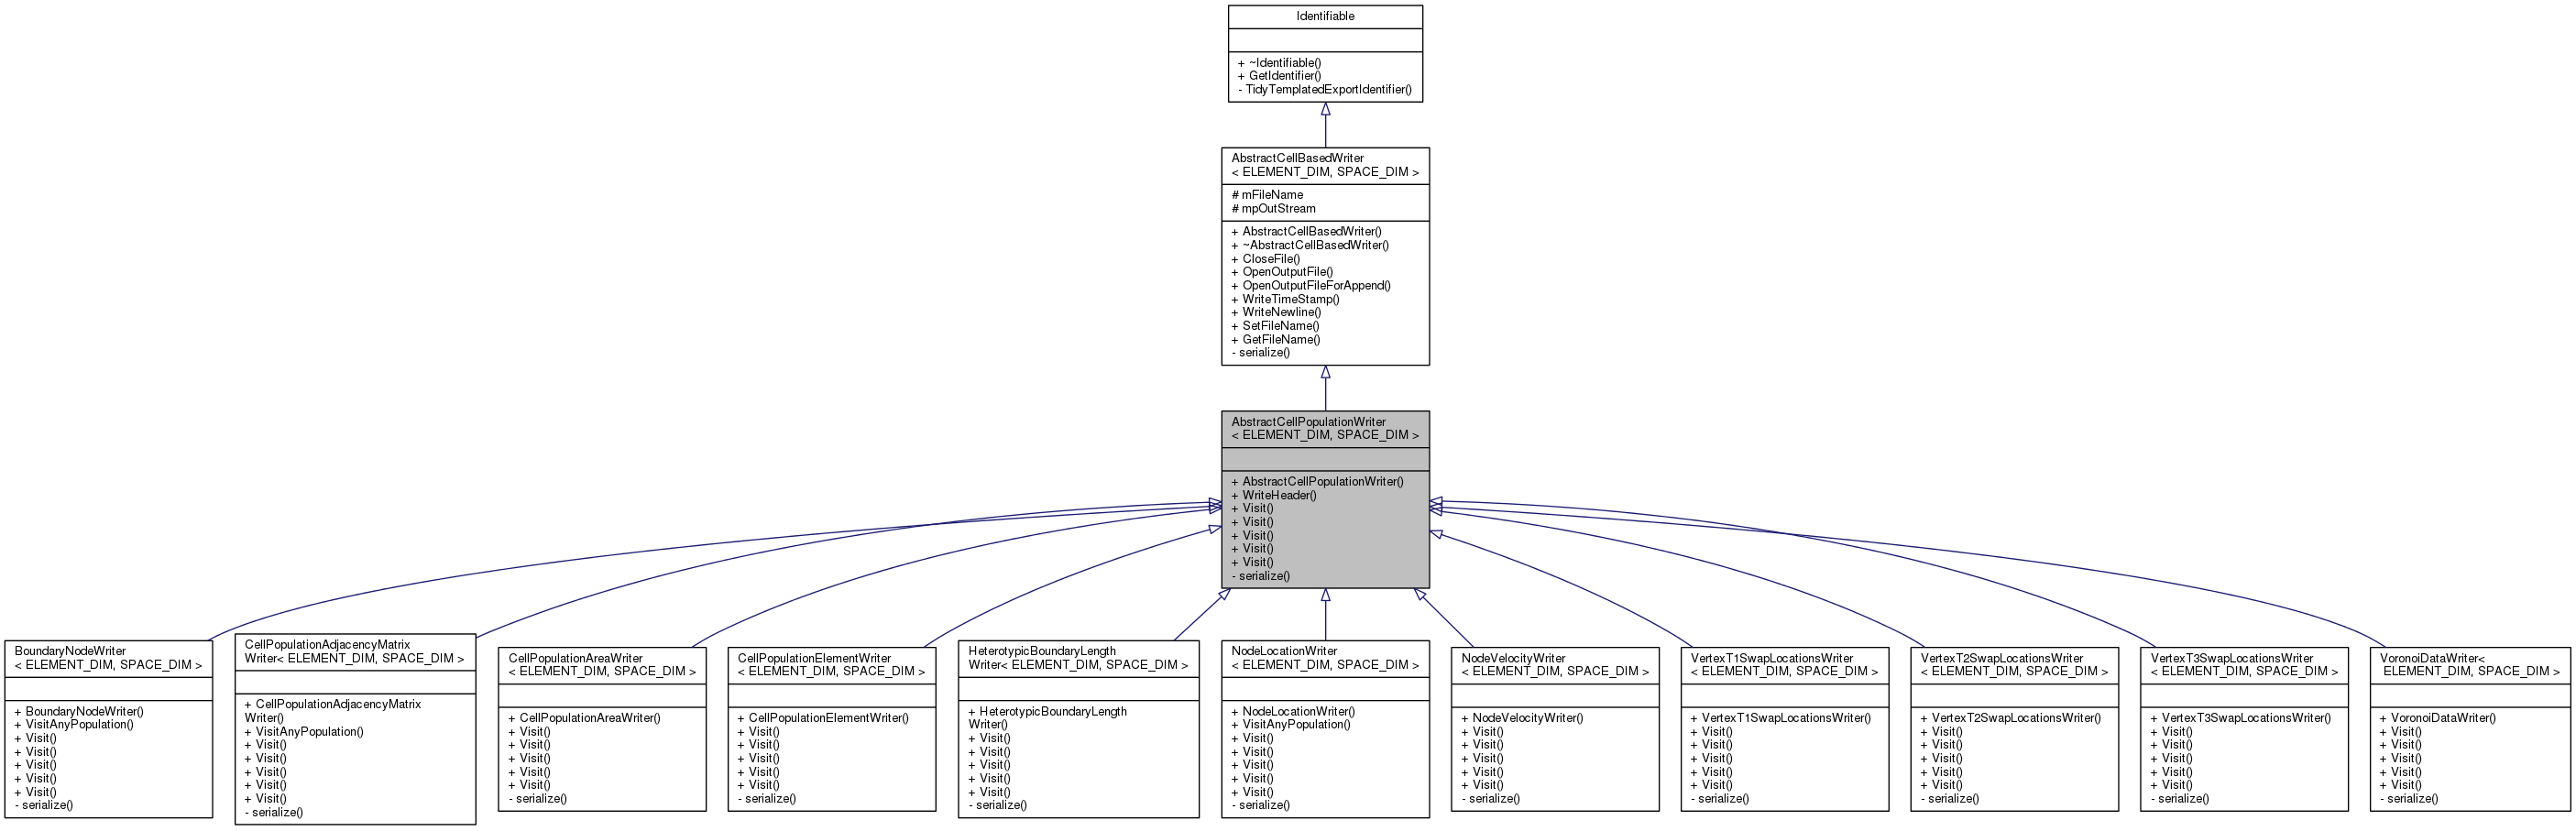 Identifiable
+ ~Identifiable()
+ GetIdentifier()
- TidyTemplatedExportIdentifier()
AbstractCellBasedWriter
< ELEMENT_DIM, SPACE_DIM >
# mFileName
# mpOutStream
+ AbstractCellBasedWriter()
+ ~AbstractCellBasedWriter()
+ CloseFile()
+ OpenOutputFile()
+ OpenOutputFileForAppend()
+ WriteTimeStamp()
+ WriteNewline()
+ SetFileName()
+ GetFileName()
- serialize()
AbstractCellPopulationWriter
< ELEMENT_DIM, SPACE_DIM >
+ AbstractCellPopulationWriter()
+ WriteHeader()
+ Visit()
+ Visit()
+ Visit()
+ Visit()
+ Visit()
- serialize()
BoundaryNodeWriter
< ELEMENT_DIM, SPACE_DIM >
+ BoundaryNodeWriter()
+ VisitAnyPopulation()
+ Visit()
+ Visit()
+ Visit()
+ Visit()
+ Visit()
- serialize()
CellPopulationAdjacencyMatrix
Writer< ELEMENT_DIM, SPACE_DIM >
+ CellPopulationAdjacencyMatrix
Writer()
+ VisitAnyPopulation()
+ Visit()
+ Visit()
+ Visit()
+ Visit()
+ Visit()
- serialize()
CellPopulationAreaWriter
< ELEMENT_DIM, SPACE_DIM >
+ CellPopulationAreaWriter()
+ Visit()
+ Visit()
+ Visit()
+ Visit()
+ Visit()
- serialize()
CellPopulationElementWriter
< ELEMENT_DIM, SPACE_DIM >
+ CellPopulationElementWriter()
+ Visit()
+ Visit()
+ Visit()
+ Visit()
+ Visit()
- serialize()
HeterotypicBoundaryLength
Writer< ELEMENT_DIM, SPACE_DIM >
+ HeterotypicBoundaryLength
Writer()
+ Visit()
+ Visit()
+ Visit()
+ Visit()
+ Visit()
- serialize()
NodeLocationWriter
< ELEMENT_DIM, SPACE_DIM >
+ NodeLocationWriter()
+ VisitAnyPopulation()
+ Visit()
+ Visit()
+ Visit()
+ Visit()
+ Visit()
- serialize()
NodeVelocityWriter
< ELEMENT_DIM, SPACE_DIM >
+ NodeVelocityWriter()
+ Visit()
+ Visit()
+ Visit()
+ Visit()
+ Visit()
- serialize()
VertexT1SwapLocationsWriter
< ELEMENT_DIM, SPACE_DIM >
+ VertexT1SwapLocationsWriter()
+ Visit()
+ Visit()
+ Visit()
+ Visit()
+ Visit()
- serialize()
VertexT2SwapLocationsWriter
< ELEMENT_DIM, SPACE_DIM >
+ VertexT2SwapLocationsWriter()
+ Visit()
+ Visit()
+ Visit()
+ Visit()
+ Visit()
- serialize()
VertexT3SwapLocationsWriter
< ELEMENT_DIM, SPACE_DIM >
+ VertexT3SwapLocationsWriter()
+ Visit()
+ Visit()
+ Visit()
+ Visit()
+ Visit()
- serialize()
VoronoiDataWriter<
ELEMENT_DIM, SPACE_DIM >
+ VoronoiDataWriter()
+ Visit()
+ Visit()
+ Visit()
+ Visit()
+ Visit()
- serialize()